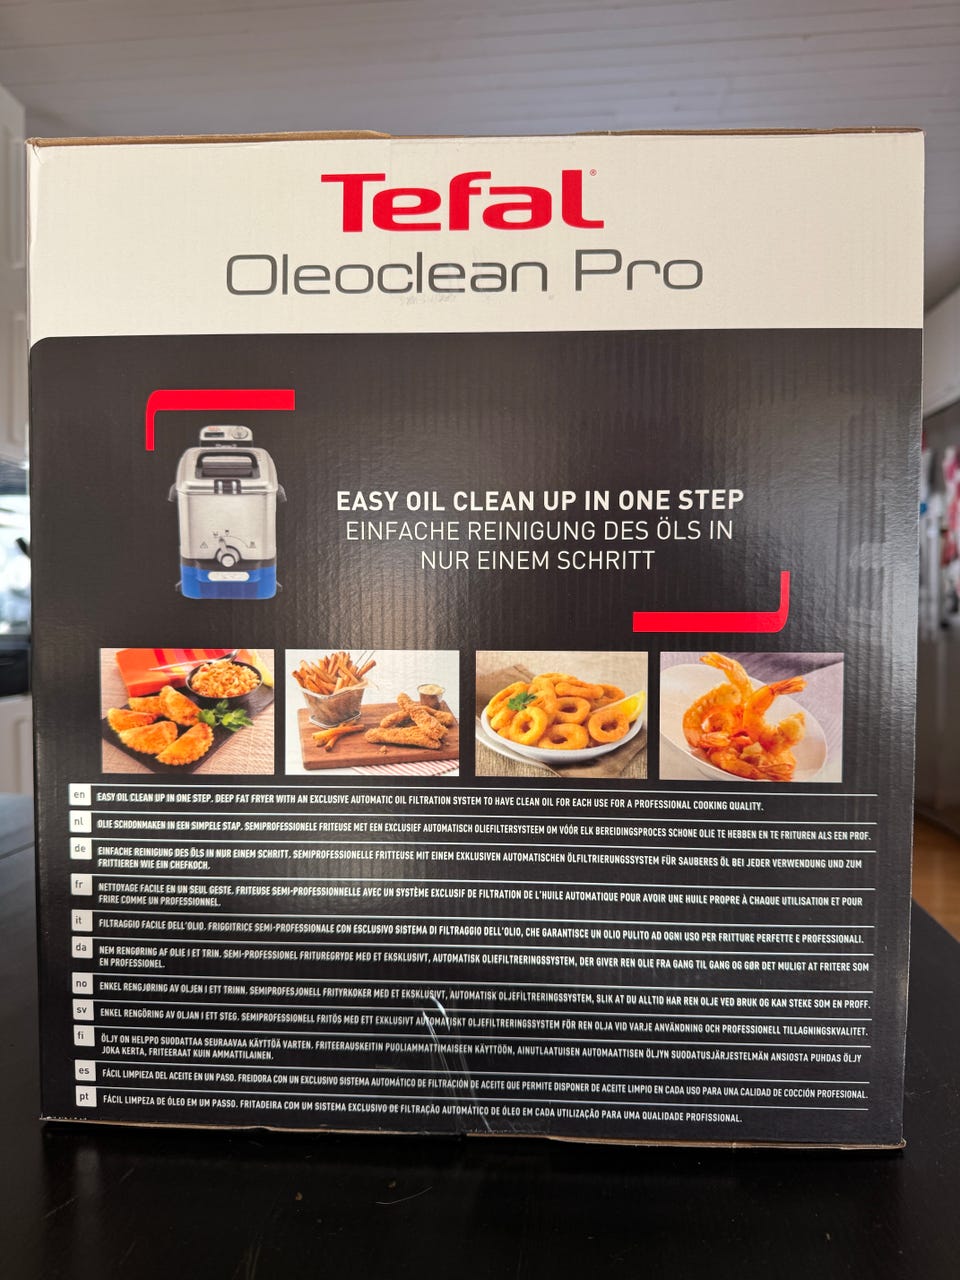 Tefal®
Oleoclean Pro
EASY OIL CLEAN UP IN ONE STEP
EINFACHE REINIGUNG DES ÖLS IN
NUR EINEM SCHRITT
en EASY OIL CLEAN UP IN ONE STEP. DEEP FAT FRYER WITH AN EXCLUSIVE AUTOMATIC OIL FILTRATION SYSTEM TO HAVE CLEAN OIL FOR EACH USE FOR A PROFESSIONAL COOKING QUALITY.
nl OLIE SCHOONMAKEN IN EEN SIMPELE STAP. SEMIPROFESSIONELE FRITEUSE MET EEN EXCLUSIEF AUTOMATISCH OLIEFILTERSYSTEEM OM VÓÓR ELK BEREIDINGSPROCES SCHONE OLIE TE HEBBEN EN TE FRITUREN ALS EEN PROF.
de EINFACHE REINIGUNG DES ÖLS IN NUR EINEM SCHRITT. SEMIPROFESSIONELLE FRITTEUSE MIT EINEM EXKLUSIVEN AUTOMATISCHEN ÖLFILTRIERUNGSSYSTEM FÜR SAUBERES ÖL BEI JEDER VERWENDUNG UND ZUM
FRITTIEREN WIE EIN CHEFKOCH.
fr NETTOYAGE FACILE EN UN SEUL GESTE. FRITEUSE SEMI-PROFESSIONNELLE AVEC UN SYSTÈME EXCLUSIF DE FILTRATION DE L'HUILE AUTOMATIQUE POUR AVOIR UNE HUILE PROPRE À CHAQUE UTILISATION ET POUR
FRIRE COMME UN PROFESSIONNEL.
it FILTRAGGIO FACILE DELL'OLIO. FRIGGITRICE SEMI-PROFESSIONALE CON ESCLUSIVO SISTEMA DI FILTRAGGIO DELL'OLIO, CHE GARANTISCE UN OLIO PULITO AD OGNI USO PER FRITTURE PERFETTE E PROFESSIONALI.
da NEM RENGØRING AF OLIE I ET TRIN. SEMI-PROFESSIONEL FRITUREGRYDE MED ET EKSKLUSIVT, AUTOMATISK OLIEFILTRERINGSSYSTEM, DER GIVER REN OLIE FRA GANG TIL GANG OG GØR DET MULIGT AT FRITERE SOM
EN PROFESSIONEL.
no ENKEL RENGJØRING AV OLJEN I ETT TRINN. SEMIPROFESJONELL FRITYRKOKER MED ET EKSKLUSIVT, AUTOMATISK OLJEFILTRERINGSSYSTEM, SLIK AT DU ALLTID HAR REN OLJE VED BRUK OG KAN STEKE SOM EN PROFF.
sv ENKEL RENGÖRING AV OLJAN I ETT STEG. SEMIPROFESSIONELL FRITÖS MED ETT EXKLUSIVT AUTOMATISKT OLJEFILTRERINGSSYSTEM FÖR REN OLJA VID VARJE ANVÄNDNING OCH PROFESSIONELL TILLAGNINGSKVALITET.
fi ÖLJY ON HELPPO SUODATTAA SEURAAVAA KÄYTTÖÄ VARTEN. FRITEERAUSKEITIN PUOLIAMMATTIMAISEEN KÄYTTÖÖN, AINUTLAATUISEN AUTOMAATTISEN ÖLJYN SUODATUSJÄRJESTELMÄN ANSIOSTA PUHDAS ÖLJY
JOKA KERTA, FRITEERAAT KUIN AMMATTILAINEN.
es FÁCIL LIMPIEZA DEL ACEITE EN UN PASO. FREIDORA CON UN EXCLUSIVO SISTEMA AUTOMÁTICO DE FILTRACIÓN DE ACEITE QUE PERMITE DISPONER DE ACEITE LIMPIO EN CADA USO PARA UNA CALIDAD DE COCCIÓN PROFESIONAL.
pt FÁCIL LIMPEZA DE ÓLEO EM UM PASSO. FRITADEIRA COM UM SISTEMA EXCLUSIVO DE FILTRAÇÃO AUTOMÁTICO DE ÓLEO EM CADA UTILIZAÇÃO PARA UMA QUALIDADE PROFISSIONAL.